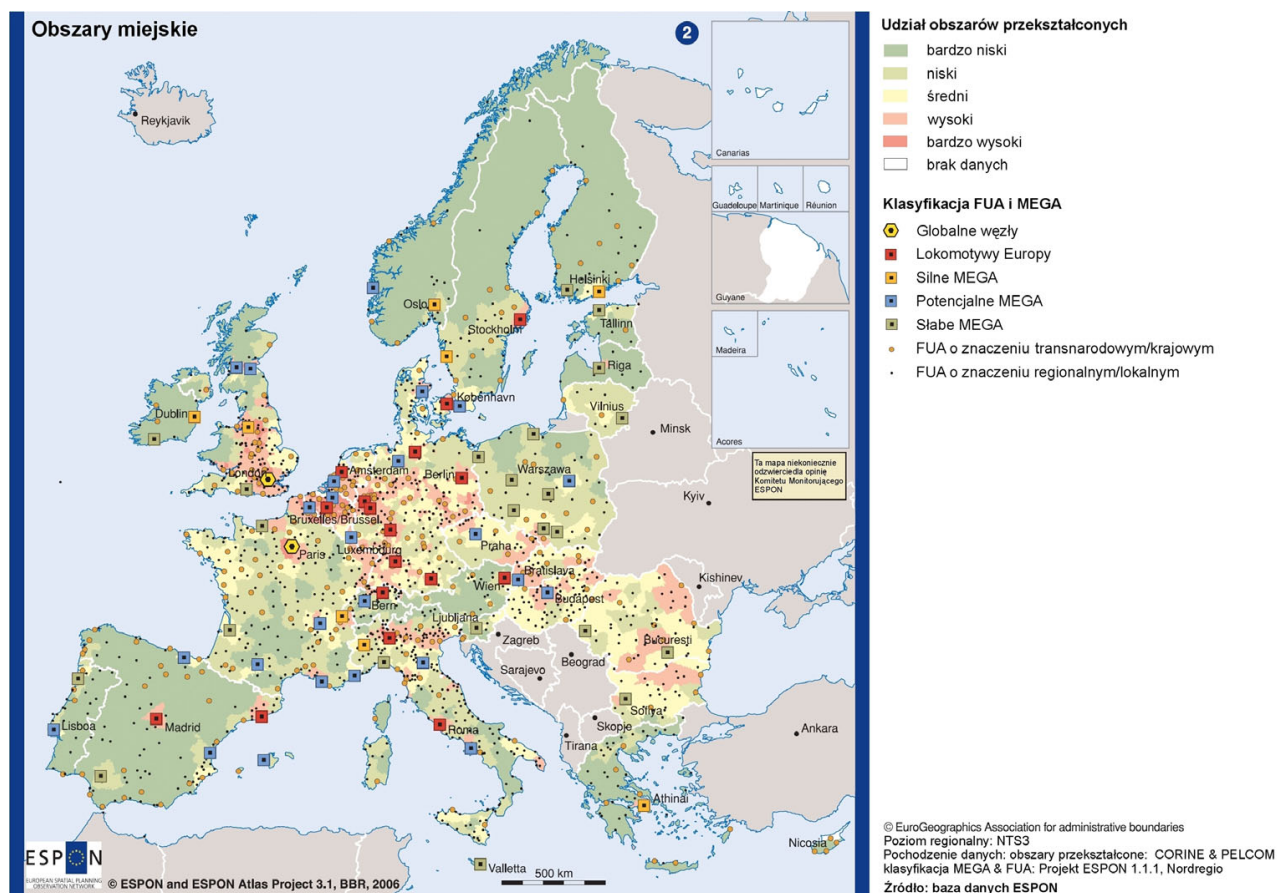 Obszary miejskie
2
Reykjavik
Canarias
Guadeloupe
Martinique
Réunion
Guyane
Madeira
Acores
Ta mapa niekoniecznie
odzwierciedla opinię
Komitetu Monitorującego
ESPON
Helsinki
Oslo
Stockholm
Tallinn
Riga
Dublin
København
Vilnius
Minsk
London
Amsterdam
Berlin
Warszawa
Kyiv
Bruxelles/Brussel
Paris
Luxembourg
Praha
Bratislava
Wien
Kishinev
Bern
Budapest
Ljubljana
Zagreb
Bucuresti
Beograd
Sarajevo
Lisboa
Madrid
Roma
Sofiya
Skopje
Tirana
Ankara
Athinai
Nicosia
Valletta
500 km
ESPON
EUROPEAN SPATIAL PLANNING
OBSERVATION NETWORK
© ESPON and ESPON Atlas Project 3.1, BBR, 2006
Udział obszarów przekształconych
bardzo niski
niski
średni
wysoki
bardzo wysoki
brak danych
Klasyfikacja FUA i MEGA
Globalne węzły
Lokomotywy Europy
Silne MEGA
Potencjalne MEGA
Słabe MEGA
FUA o znaczeniu transnarodowym/krajowym
FUA o znaczeniu regionalnym/lokalnym
© EuroGeographics Association for administrative boundaries
Poziom regionalny: NTS3
Pochodzenie danych: obszary przekształcone: CORINE & PELCOM
klasyfikacja MEGA & FUA: Projekt ESPON 1.1.1, Nordregio
Źródło: baza danych ESPON